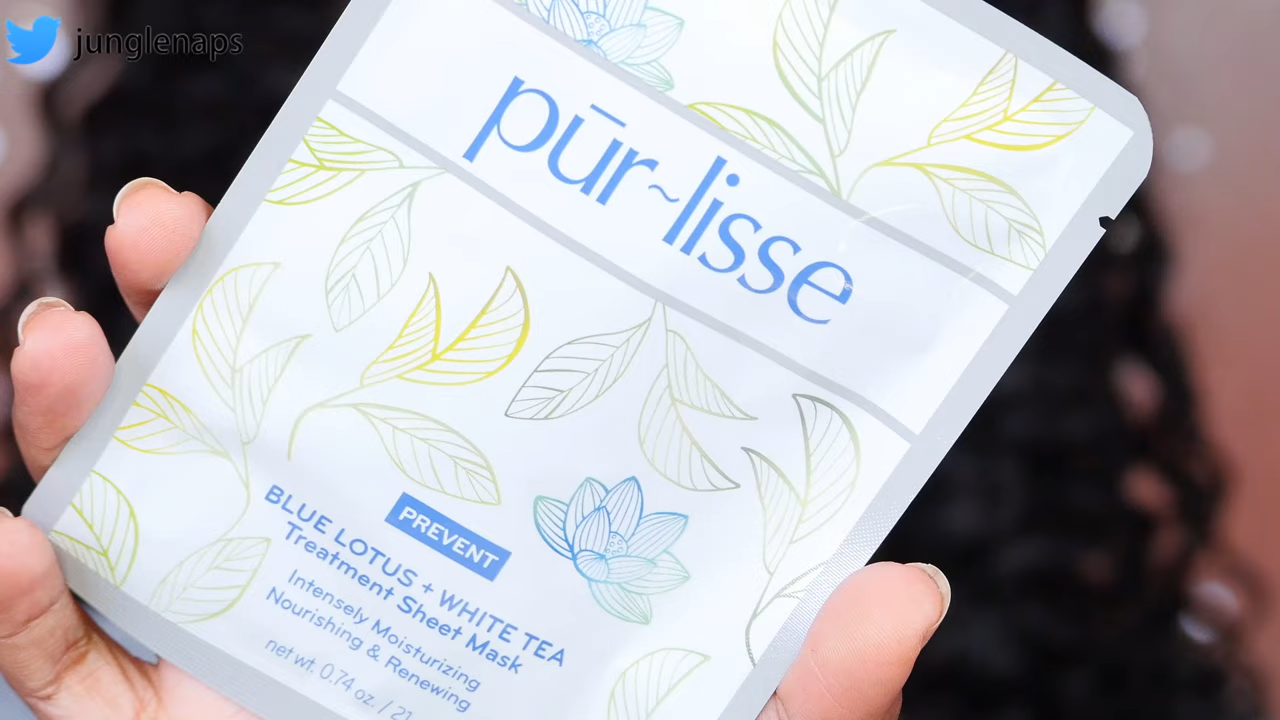 junglenaps
pūr~lisse
PREVENT
BLUE LOTUS + WHITE TEA
Treatment Sheet Mask
Intensely Moisturizing
Nourishing & Renewing
net wt. 0.74 oz. / 21